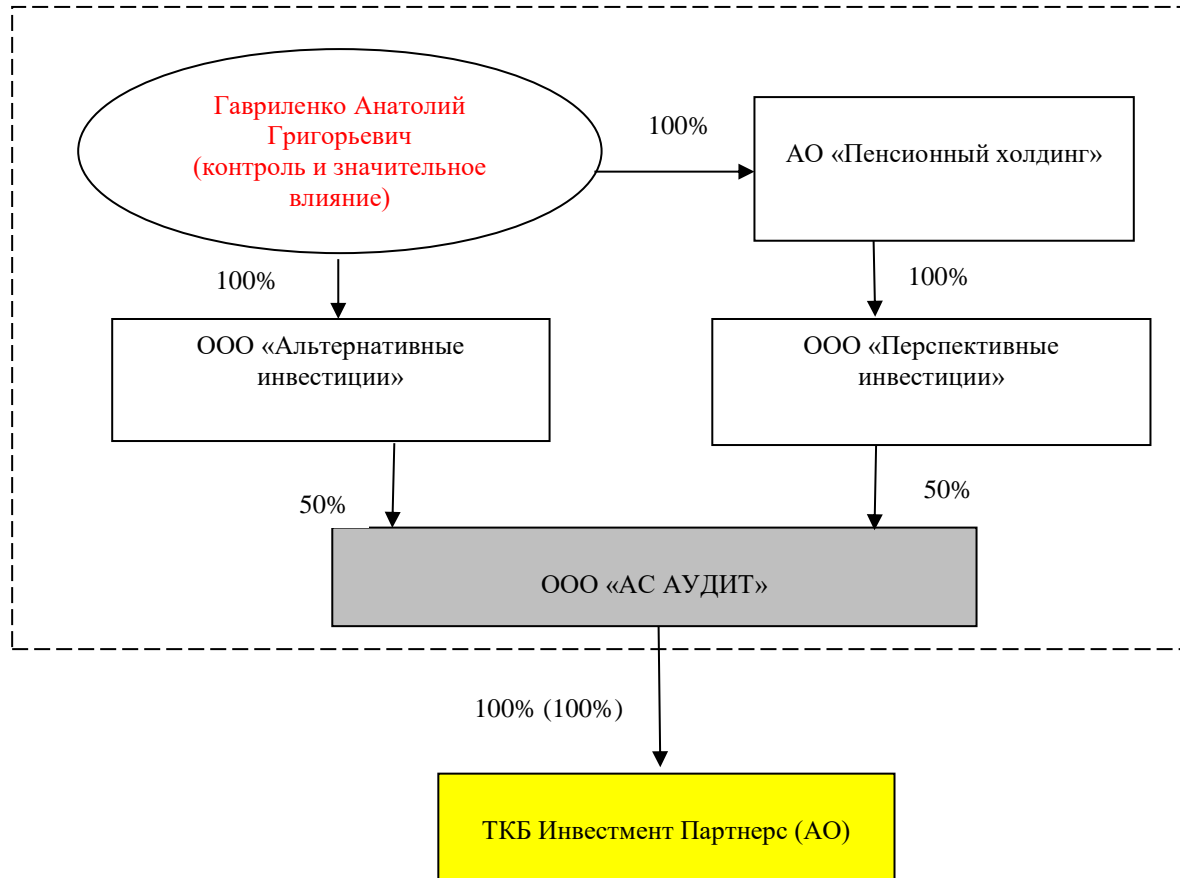 Гавриленко Анатолий
Григорьевич
(контроль и значительное
влияние)
100%
АО «Пенсионный холдинг»
100%
100%
ООО «Альтернативные
инвестиции»
ООО «Перспективные
инвестиции»
50%
50%
ООО «АС АУДИТ»
100% (100%)
ТКБ Инвестмент Партнерс (АО)